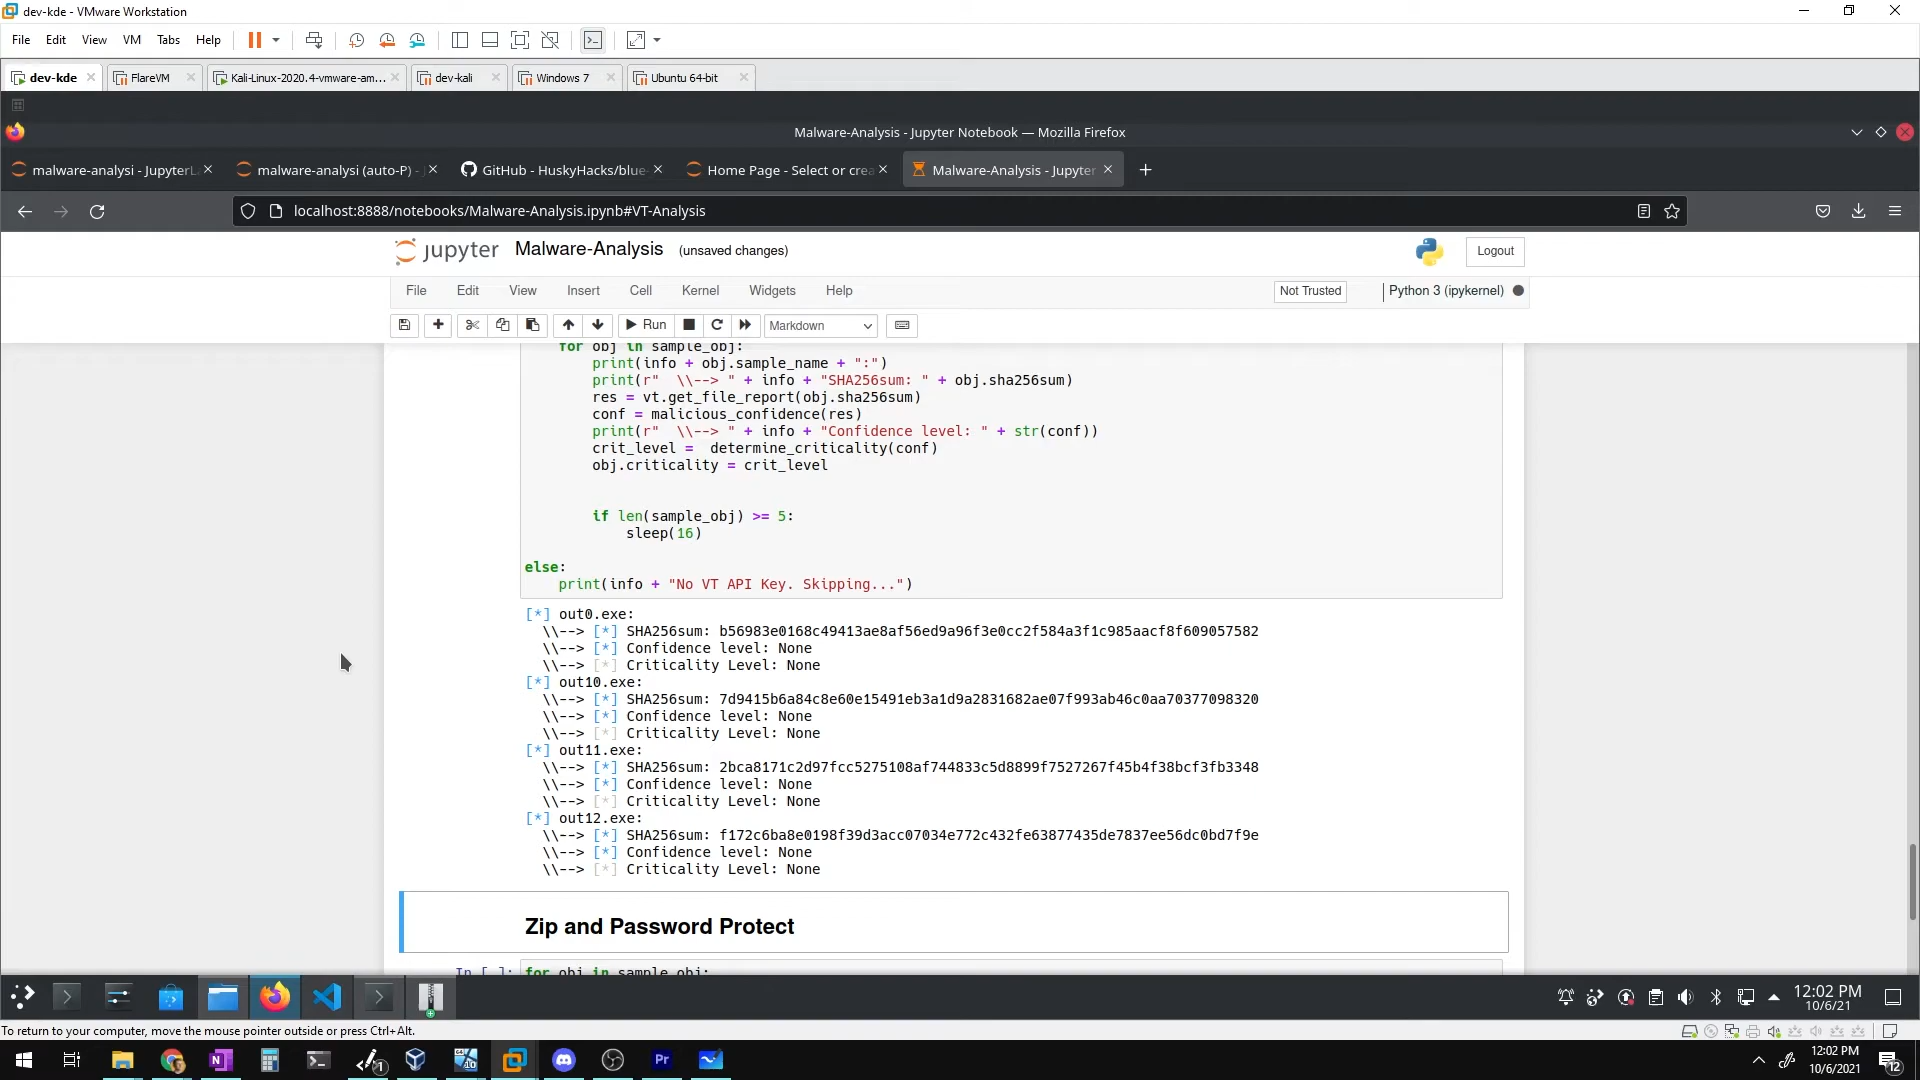 dev-kde - VMware Workstation
File Edit View VM Tabs Help
dev-kde FlareVM Kali-Linux-2020.4-vmware-am... dev-kali Windows 7 Ubuntu 64-bit
Malware-Analysis - Jupyter Notebook — Mozilla Firefox
malware-analysi - JupyterL malware-analysi (auto-P) - J GitHub - HuskyHacks/blue- Home Page - Select or crea Malware-Analysis - Jupyter
localhost:8888/notebooks/Malware-Analysis.ipynb#VT-Analysis
jupyter Malware-Analysis (unsaved changes) Logout
File Edit View Insert Cell Kernel Widgets Help Not Trusted Python 3 (ipykernel)
Run Markdown
for obj in sample_obj:
print(info + obj.sample_name + ":")
print(r"  \\--> " + info + "SHA256sum: " + obj.sha256sum)
res = vt.get_file_report(obj.sha256sum)
conf = malicious_confidence(res)
print(r"  \\--> " + info + "Confidence level: " + str(conf))
crit_level =  determine_criticality(conf)
obj.criticality = crit_level
if len(sample_obj) >= 5:
sleep(16)
else:
print(info + "No VT API Key. Skipping...")
[*] out0.exe:
\\--> [*] SHA256sum: b56983e0168c49413ae8af56ed9a96f3e0cc2f584a3f1c985aacf8f609057582
\\--> [*] Confidence level: None
\\--> [*] Criticality Level: None
[*] out10.exe:
\\--> [*] SHA256sum: 7d9415b6a84c8e60e15491eb3a1d9a2831682ae07f993ab46c0aa70377098320
\\--> [*] Confidence level: None
\\--> [*] Criticality Level: None
[*] out11.exe:
\\--> [*] SHA256sum: 2bca8171c2d97fcc5275108af744833c5d8899f7527267f45b4f38bcf3fb3348
\\--> [*] Confidence level: None
\\--> [*] Criticality Level: None
[*] out12.exe:
\\--> [*] SHA256sum: f172c6ba8e0198f39d3acc07034e772c432fe63877435de7837ee56dc0bd7f9e
\\--> [*] Confidence level: None
\\--> [*] Criticality Level: None
Zip and Password Protect
In [ ]: for obj in sample_obj:
12:02 PM
10/6/21
To return to your computer, move the mouse pointer outside or press Ctrl+Alt.
12:02 PM
10/6/2021
12